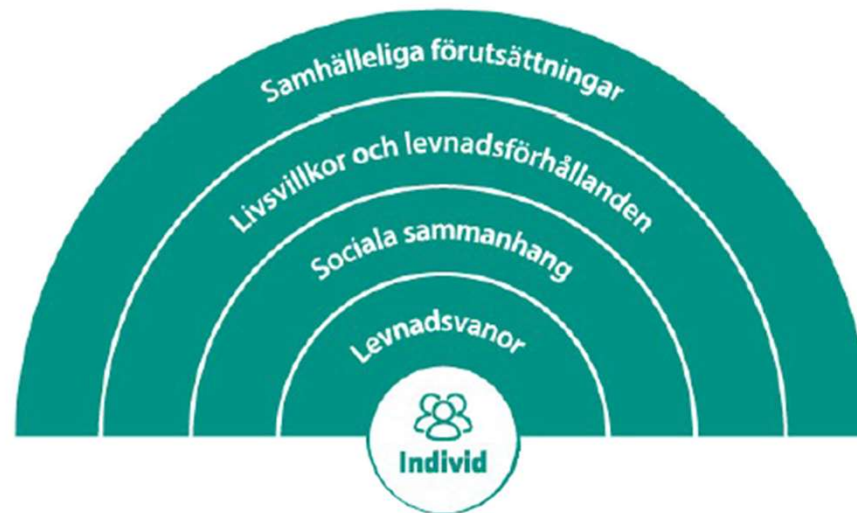 Samhälleliga förutsättningar
Livsvillkor och levnadsförhållanden
Sociala sammanhang
Levnadsvanor
Individ